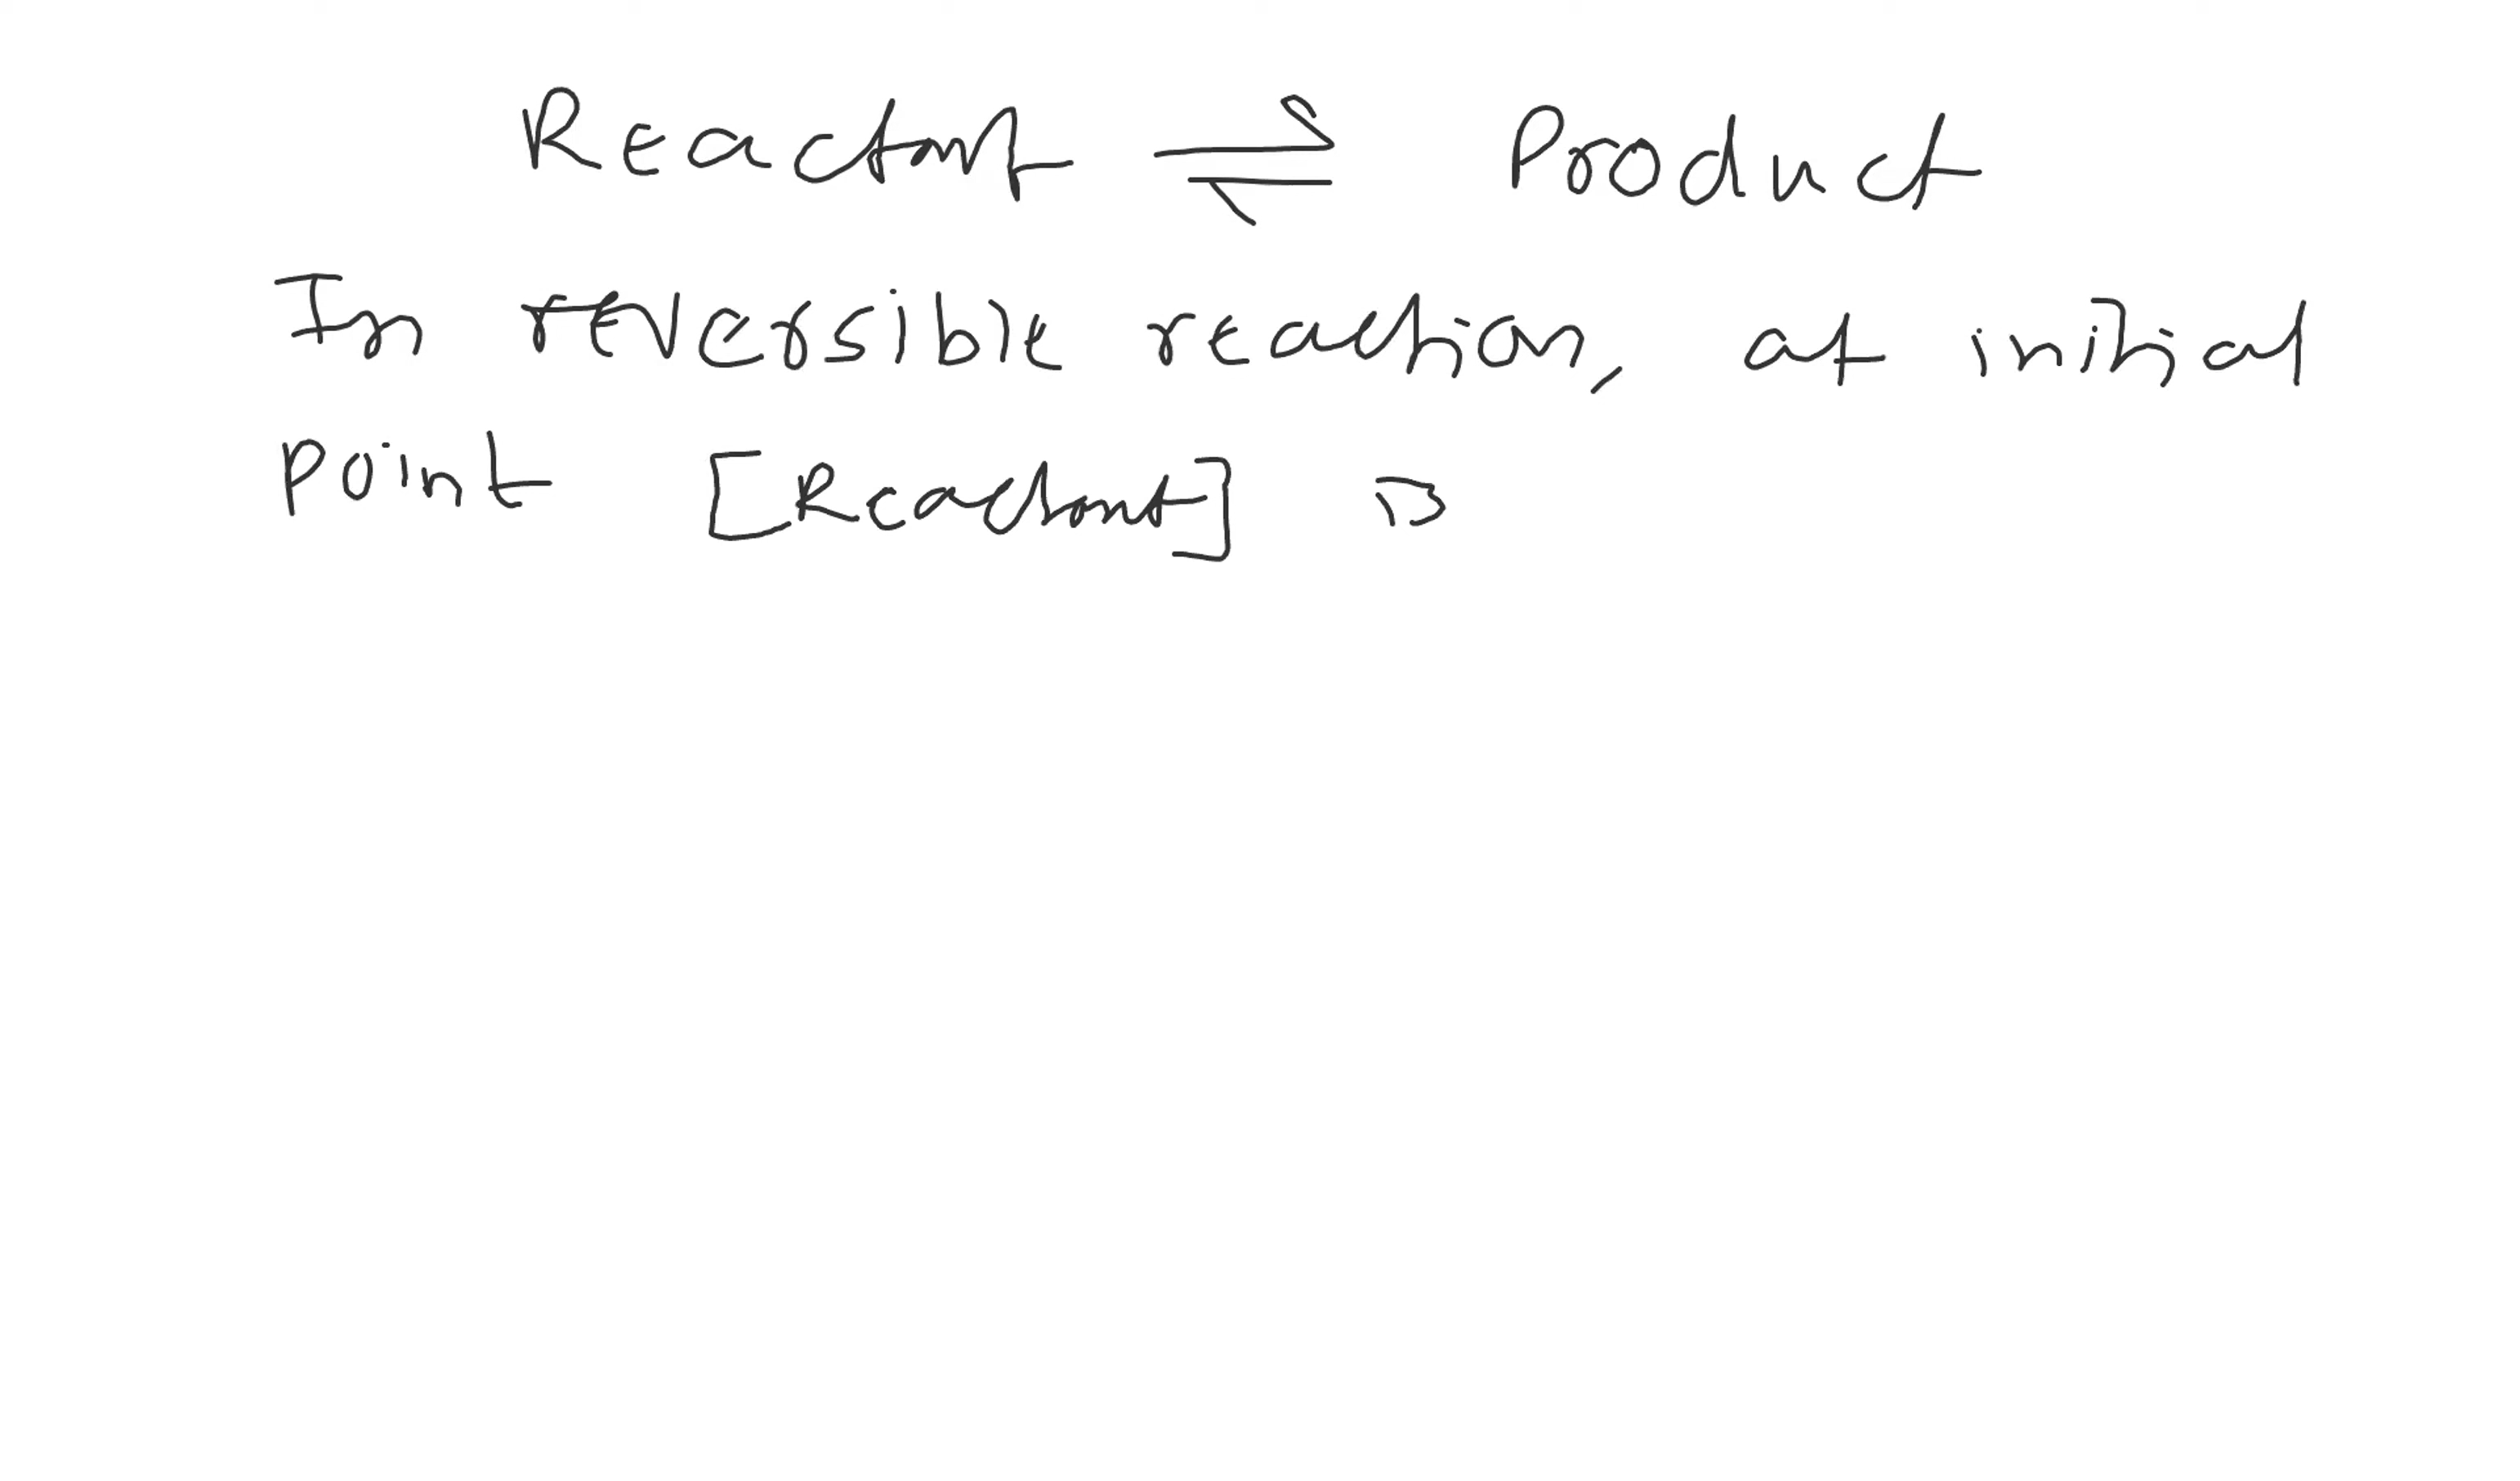 Reactant ⇌ Product
In reversible reaction, at initial
point [Reactant] is